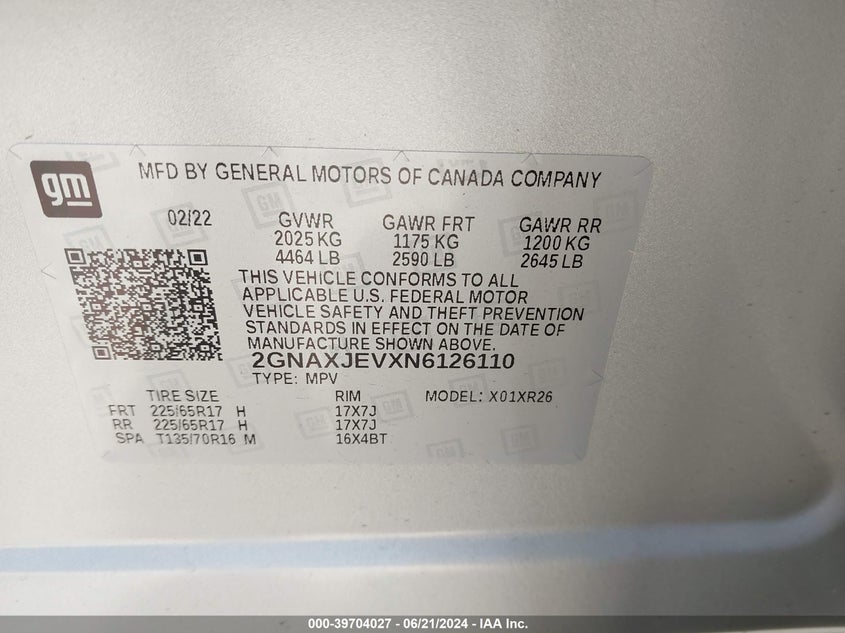 MFD BY GENERAL MOTORS OF CANADA COMPANY
gm
02/22 GVWR GAWR FRT GAWR RR
2025 KG 1175 KG 1200 KG
4464 LB 2590 LB 2645 LB
THIS VEHICLE CONFORMS TO ALL
APPLICABLE U.S. FEDERAL MOTOR
VEHICLE SAFETY AND THEFT PREVENTION
STANDARDS IN EFFECT ON THE DATE OF
MANUFACTURE SHOWN ABOVE.
2GNAXJEVXN6126110
TYPE: MPV
TIRE SIZE RIM MODEL: X01XR26
FRT 225/65R17 H 17X7J
RR 225/65R17 H 17X7J
SPA T135/70R16 M 16X4BT
000-39704027 - 06/21/2024 - IAA Inc.